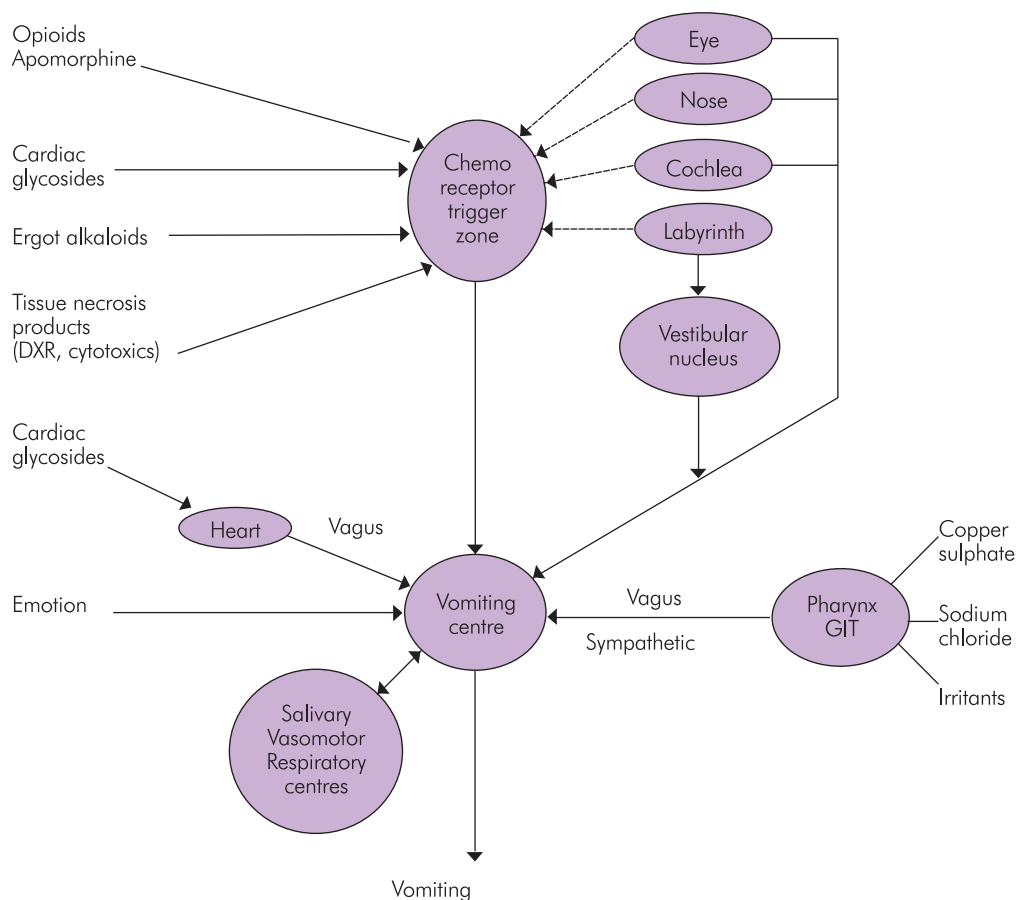 Opioids
Apomorphine
Cardiac
glycosides
Ergot alkaloids
Tissue necrosis
products
(DXR, cytotoxics)
Chemo
receptor
trigger
zone
Eye
Nose
Cochlea
Labyrinth
Vestibular
nucleus
Cardiac
glycosides
Heart
Vagus
Emotion
Vomiting
centre
Vagus
Sympathetic
Pharynx
GIT
Copper
sulphate
Sodium
chloride
Irritants
Salivary
Vasomotor
Respiratory
centres
Vomiting